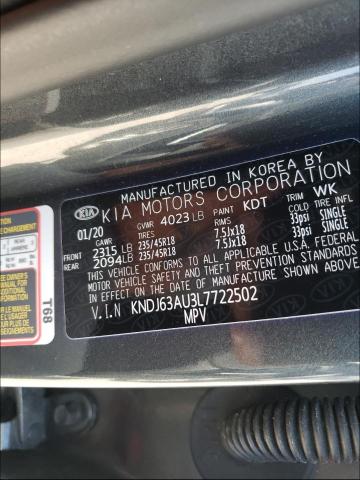 MANUFACTURED IN KOREA BY
KIA KIA MOTORS CORPORATION
01/20 GVWR 4023 LB PAINT KDT TRIM WK
GAWR TIRES RIMS COLD TIRE INFL
FRONT 2315 LB 235/45R18 7.5Jx18 33psi SINGLE
REAR 2094 LB 235/45R18 7.5Jx18 33psi SINGLE
THIS VEHICLE CONFORMS TO ALL APPLICABLE U.S.A. FEDERAL
MOTOR VEHICLE SAFETY AND THEFT PREVENTION STANDARDS
IN EFFECT ON THE DATE OF MANUFACTURE SHOWN ABOVE.
V.I.N KNDJ63AU3L7722502
MPV
T68